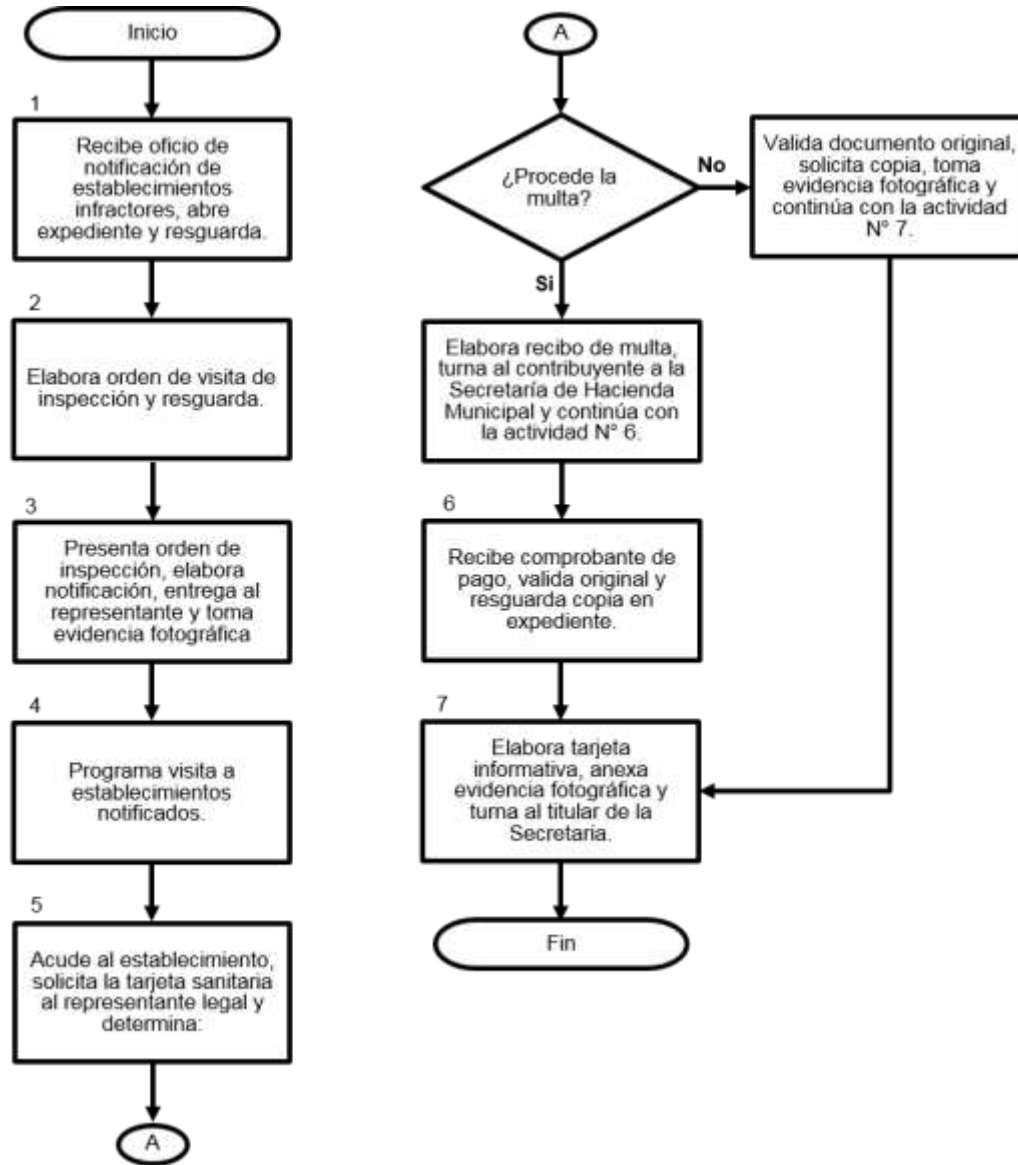 Inicio
1
Recibe oficio de
notificación de
establecimientos
infractores, abre
expediente y resguarda.
2
Elabora orden de visita de
inspección y resguarda.
3
Presenta orden de
inspección, elabora
notificación, entrega al
representante y toma
evidencia fotográfica
4
Programa visita a
establecimientos
notificados.
5
Acude al establecimiento,
solicita la tarjeta sanitaria
al representante legal y
determina:
A
A
¿Procede la
multa?
No
Valida documento original,
solicita copia, toma
evidencia fotográfica y
continúa con la actividad
N° 7.
Si
Elabora recibo de multa,
turna al contribuyente a la
Secretaría de Hacienda
Municipal y continúa con
la actividad N° 6.
6
Recibe comprobante de
pago, valida original y
resguarda copia en
expediente.
7
Elabora tarjeta
informativa, anexa
evidencia fotográfica y
turna al titular de la
Secretaria.
Fin